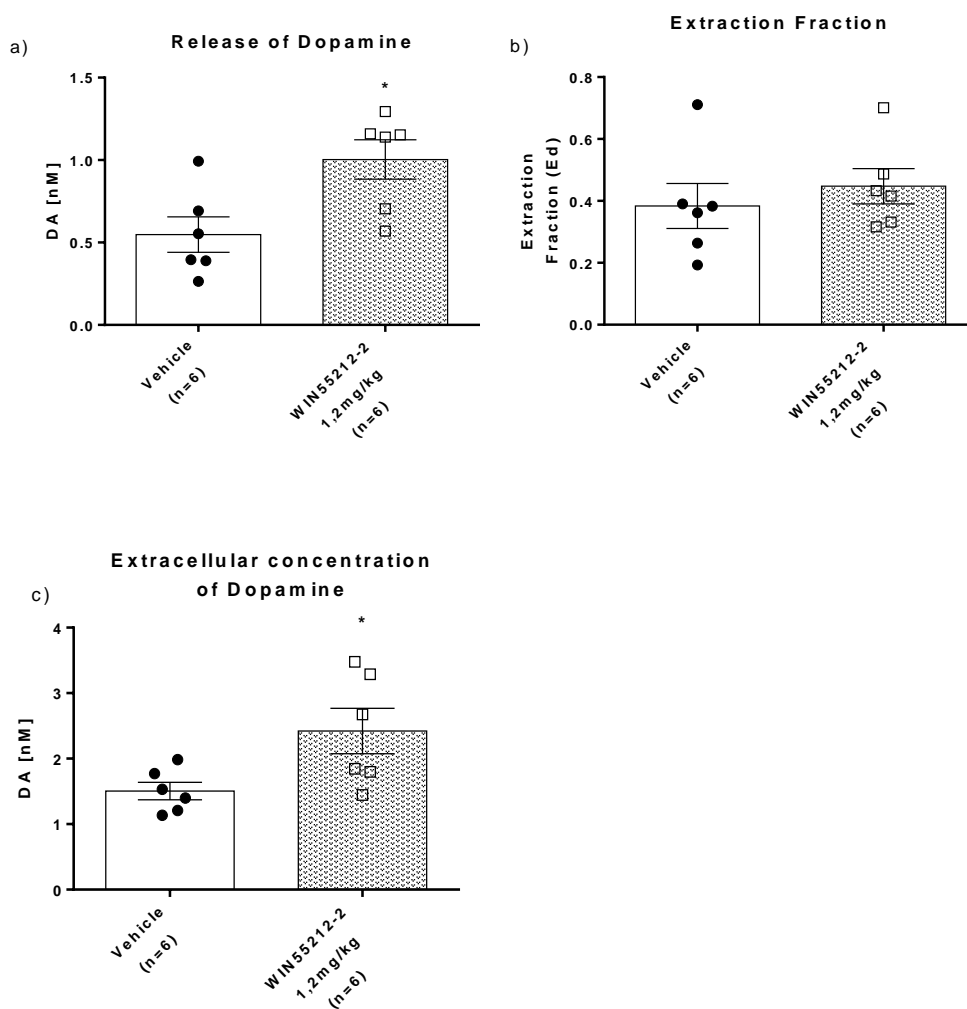 a)
Release of Dopamine
DA [nM]
1.5
*
1.0
0.5
0.0
Vehicle
(n=6)
WIN55212-2
1,2mg/kg
(n=6)
b)
Extraction Fraction
Extraction
Fraction (Ed)
0.8
0.6
0.4
0.2
0.0
Vehicle
(n=6)
WIN55212-2
1,2mg/kg
(n=6)
c)
Extracellular concentration
of Dopamine
DA [nM]
4
*
3
2
1
0
Vehicle
(n=6)
WIN55212-2
1,2mg/kg
(n=6)